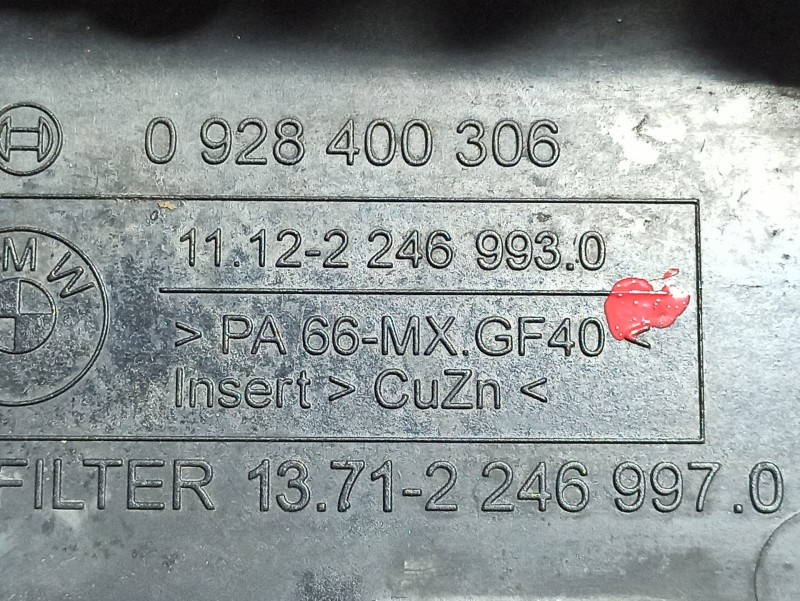 0 928 400 306
BMW
11.12-2 246 993.0
> PA 66-MX.GF40 <
Insert > CuZn <
FILTER 13.71-2 246 997.0